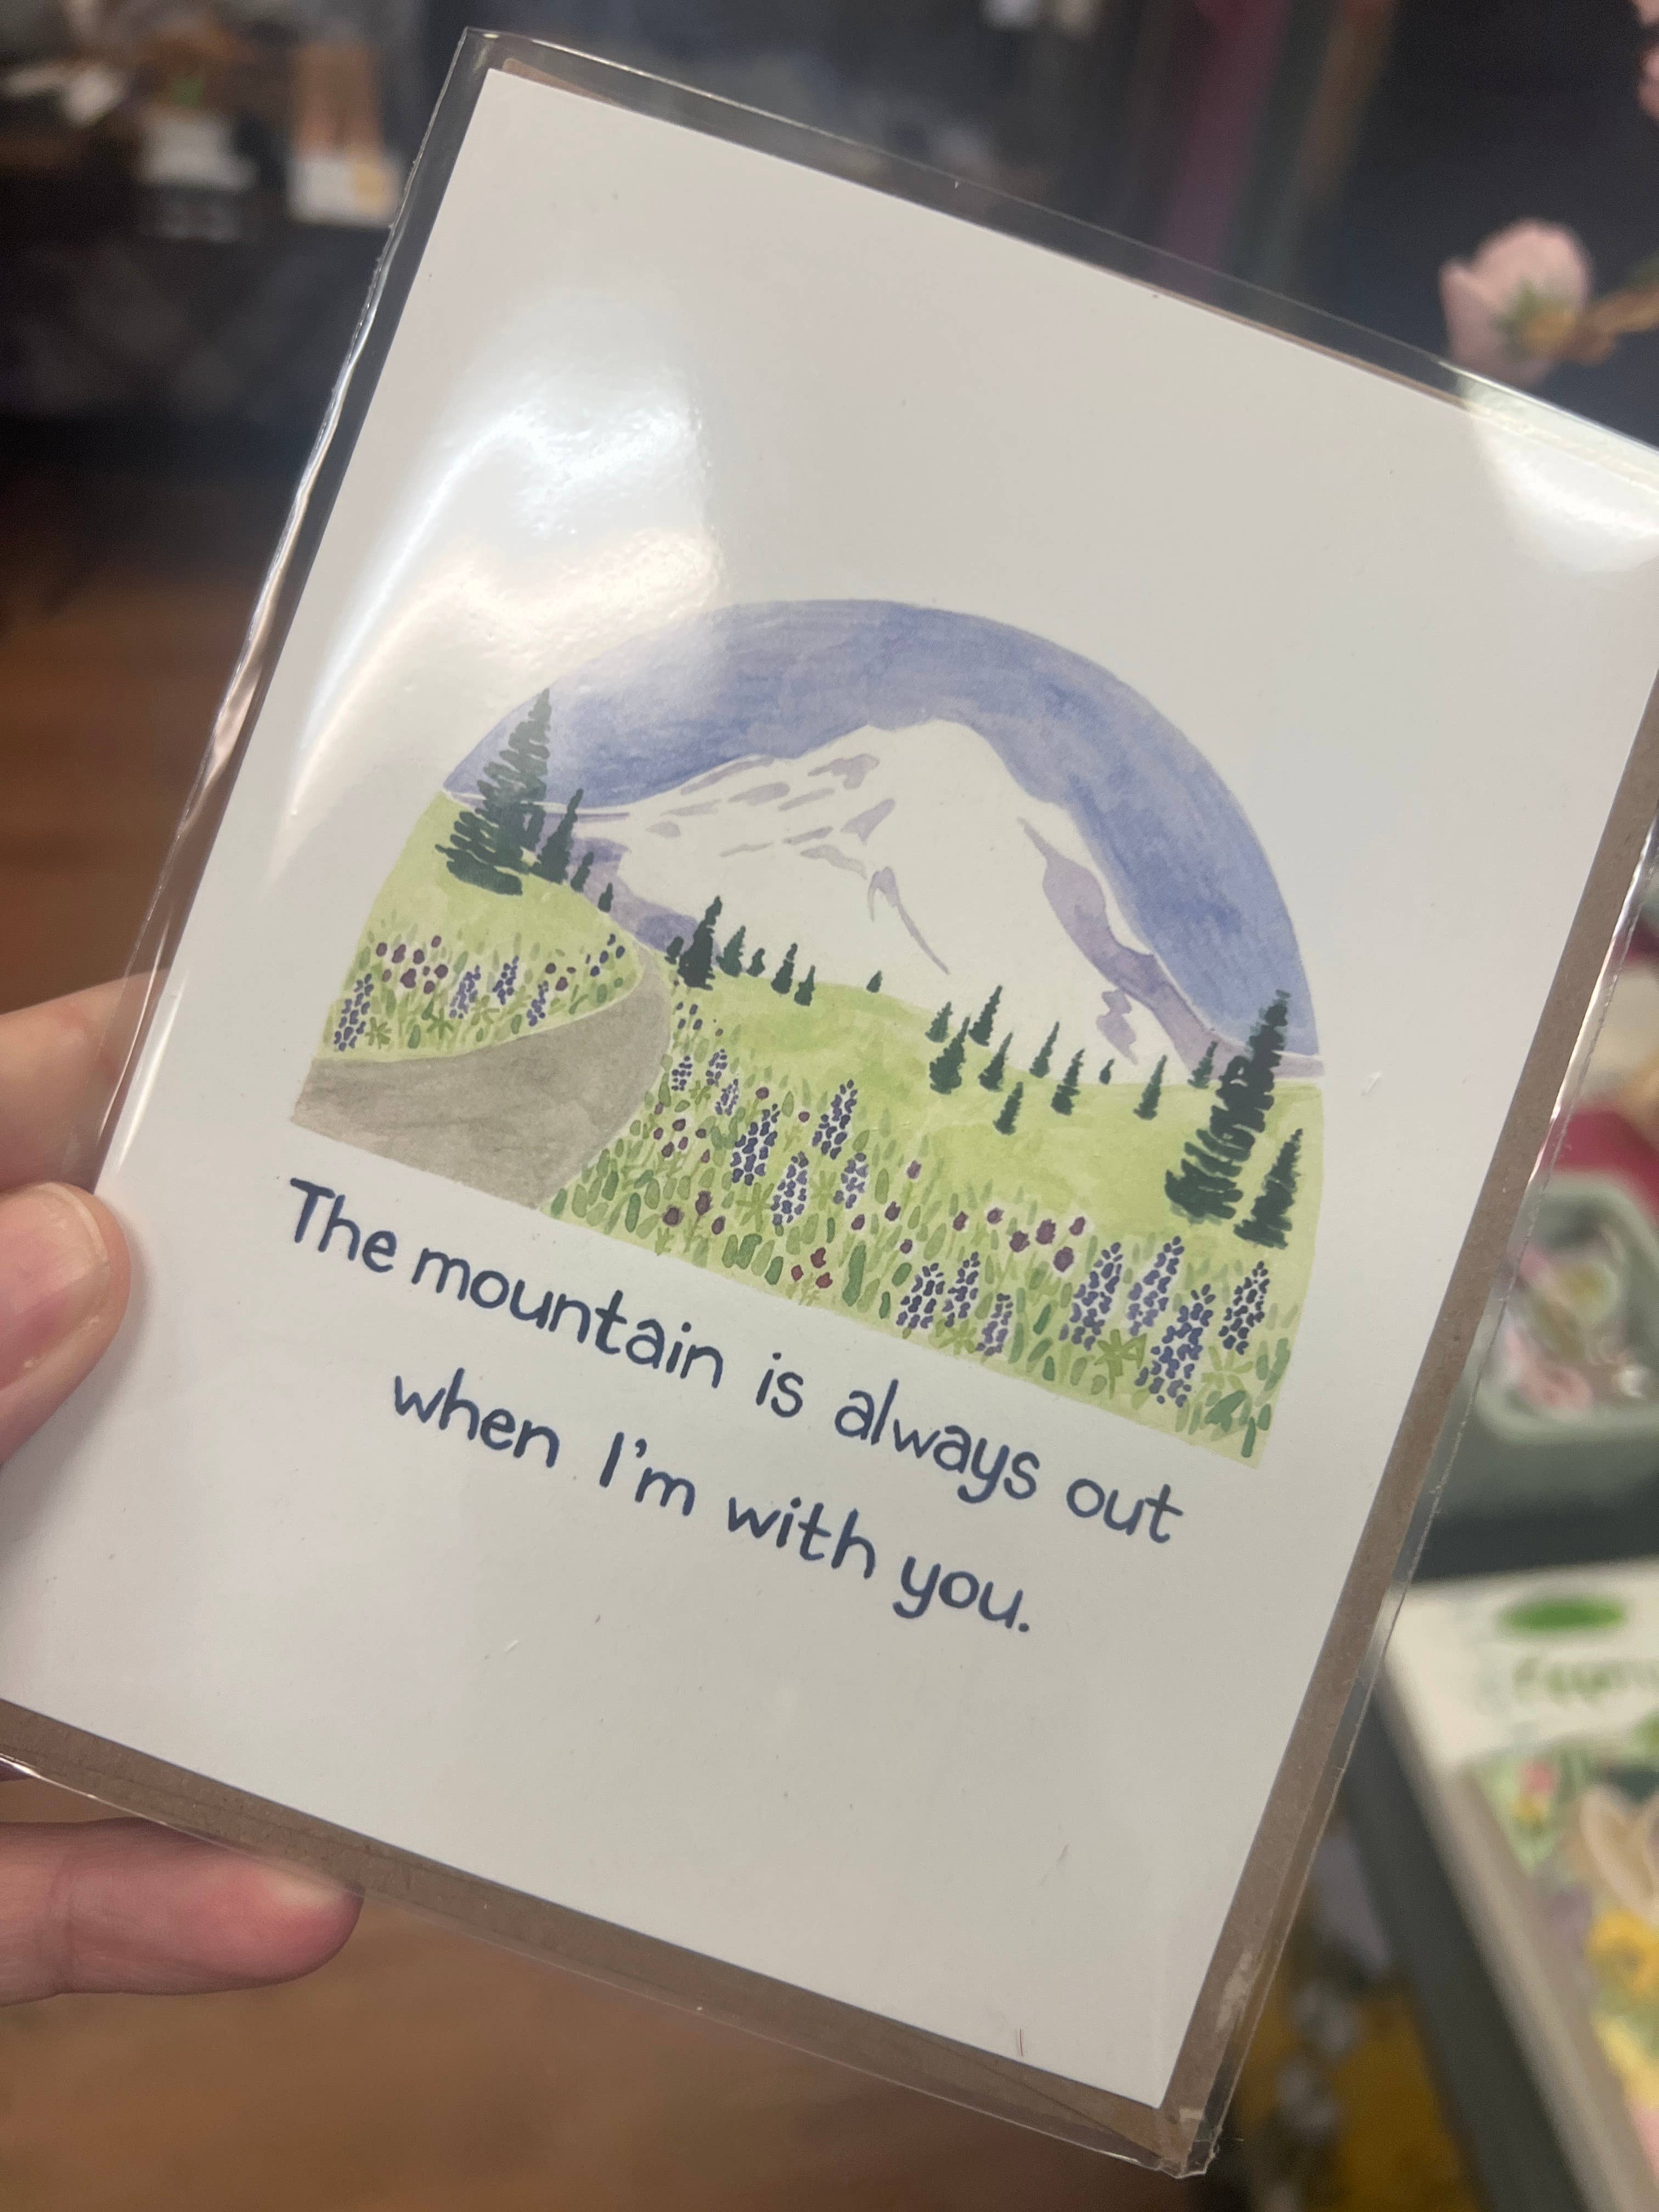 The mountain is always out
when I'm with you.